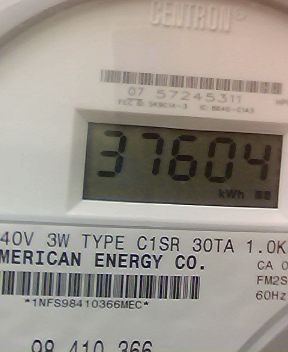 CENTRON
07 57245311
37604
kWh
40V 3W TYPE C1SR 30TA 1.0K
MERICAN ENERGY CO.
CA 0
FM2S
60Hz
*1NFS98410366MEC*
98 410 366